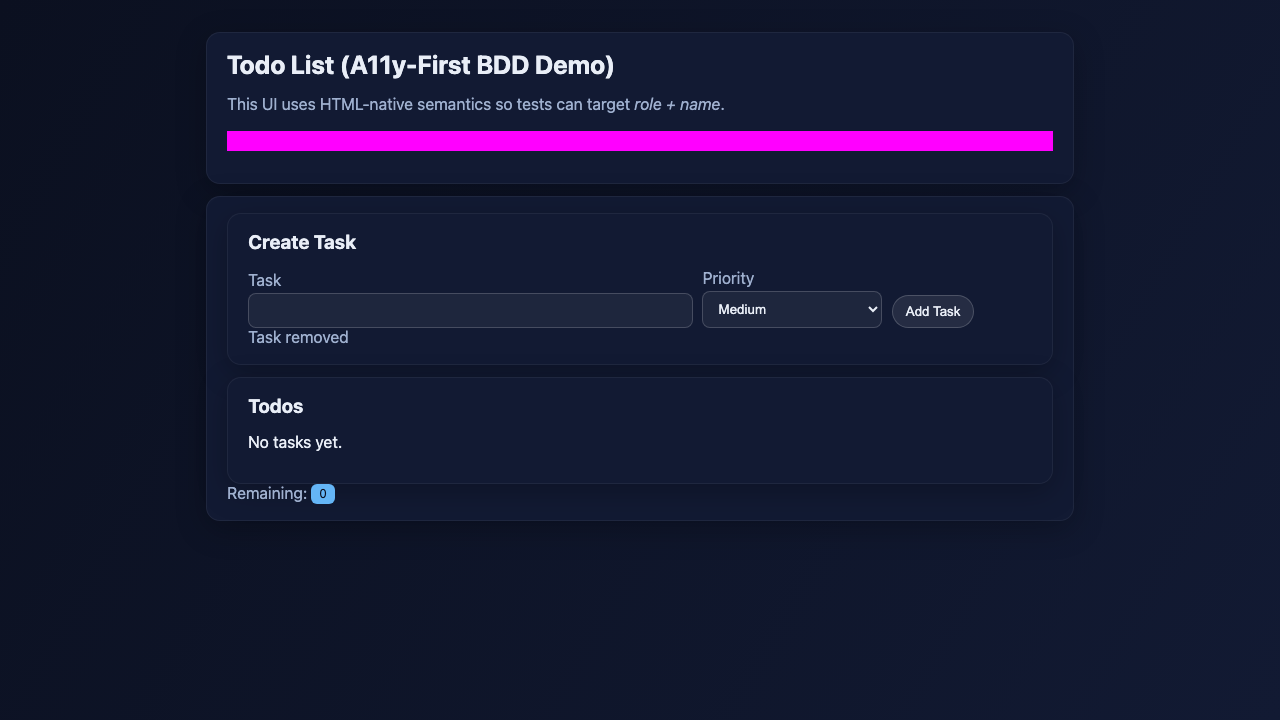 Todo List (A11y-First BDD Demo)
This UI uses HTML-native semantics so tests can target role + name.
Create Task
Task
Priority
Medium
Add Task
Task removed
Todos
No tasks yet.
Remaining: 0